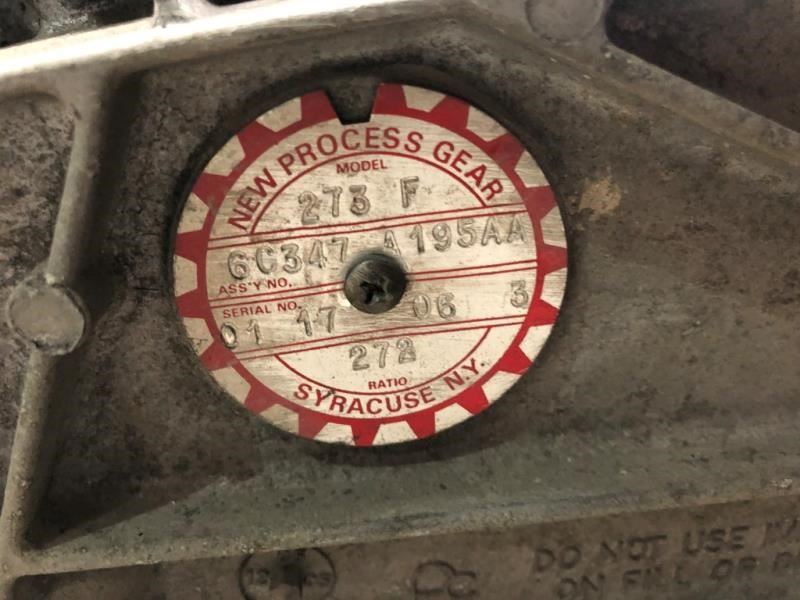 NEW PROCESS GEAR
MODEL
273 F
6C347 A195AA
ASS'Y NO.
SERIAL NO.
01 17 06 3
272
RATIO
SYRACUSE N.Y.
DO NOT USE
ON FILL OR